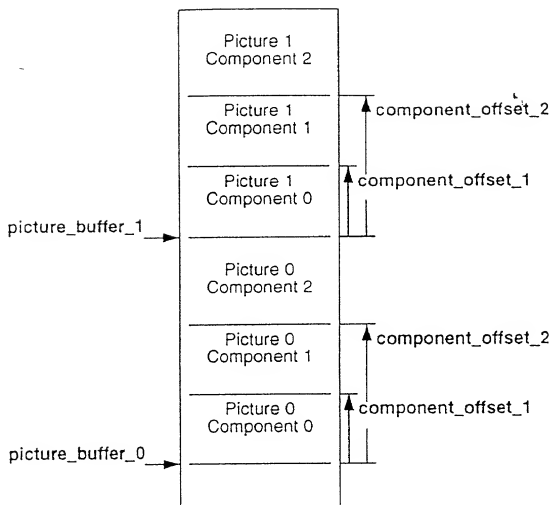 Picture 1
Component 2
component_offset_2
Picture 1
Component 1
component_offset_1
Picture 1
Component 0
picture_buffer_1
Picture 0
Component 2
component_offset_2
Picture 0
Component 1
component_offset_1
Picture 0
Component 0
picture_buffer_0